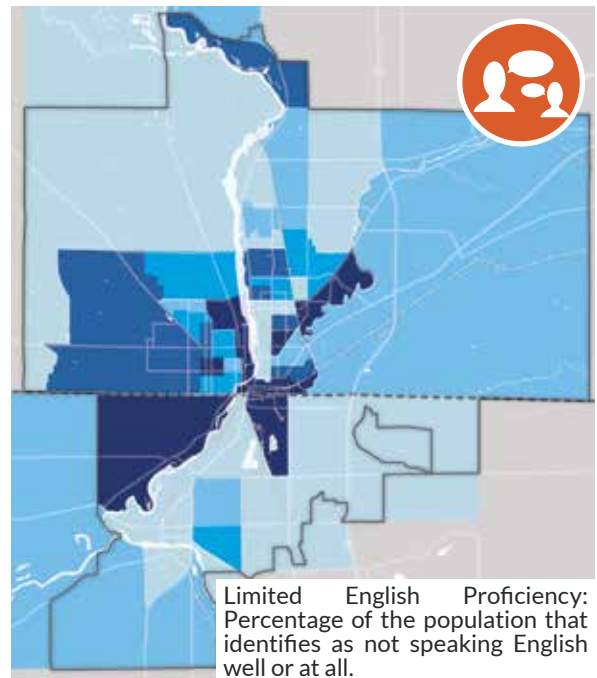 Limited English Proficiency:
Percentage of the population that
identifies as not speaking English
well or at all.